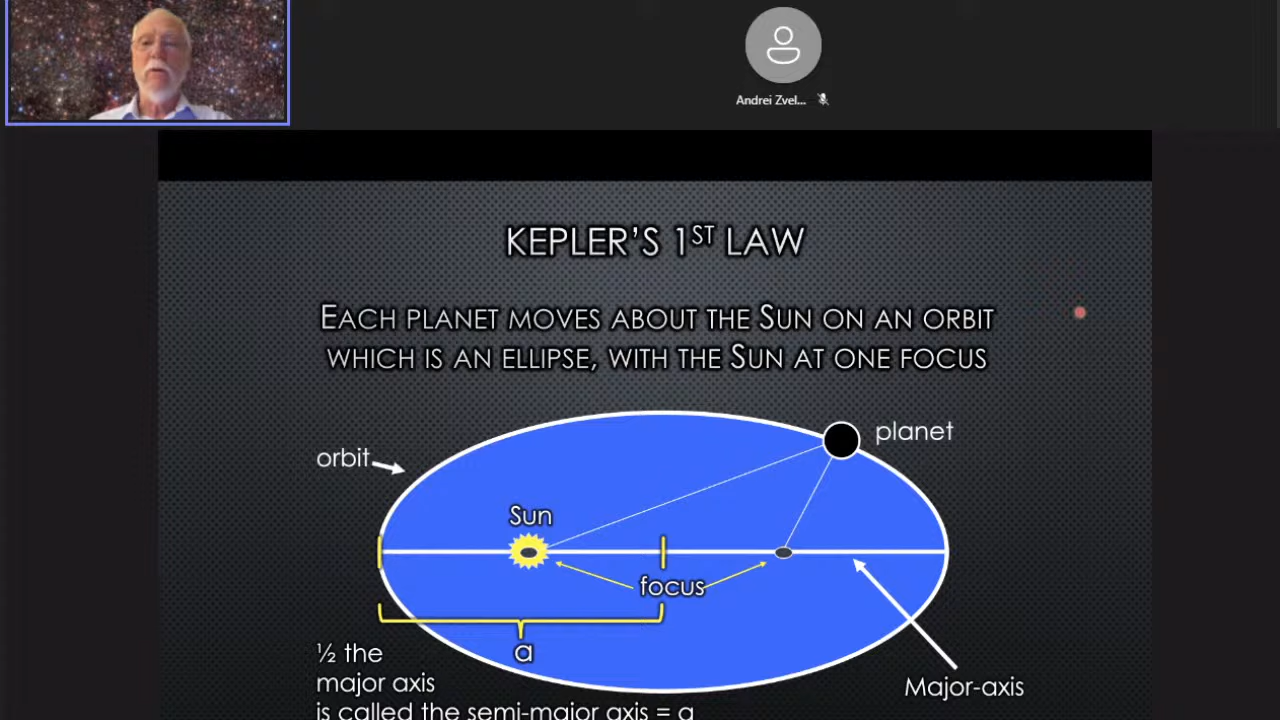 Andrei Zvel...
KEPLER'S 1ST LAW
EACH PLANET MOVES ABOUT THE SUN ON AN ORBIT
WHICH IS AN ELLIPSE, WITH THE SUN AT ONE FOCUS
planet
orbit
Sun
focus
a
½ the
major axis
is called the semi-major axis = a
Major-axis